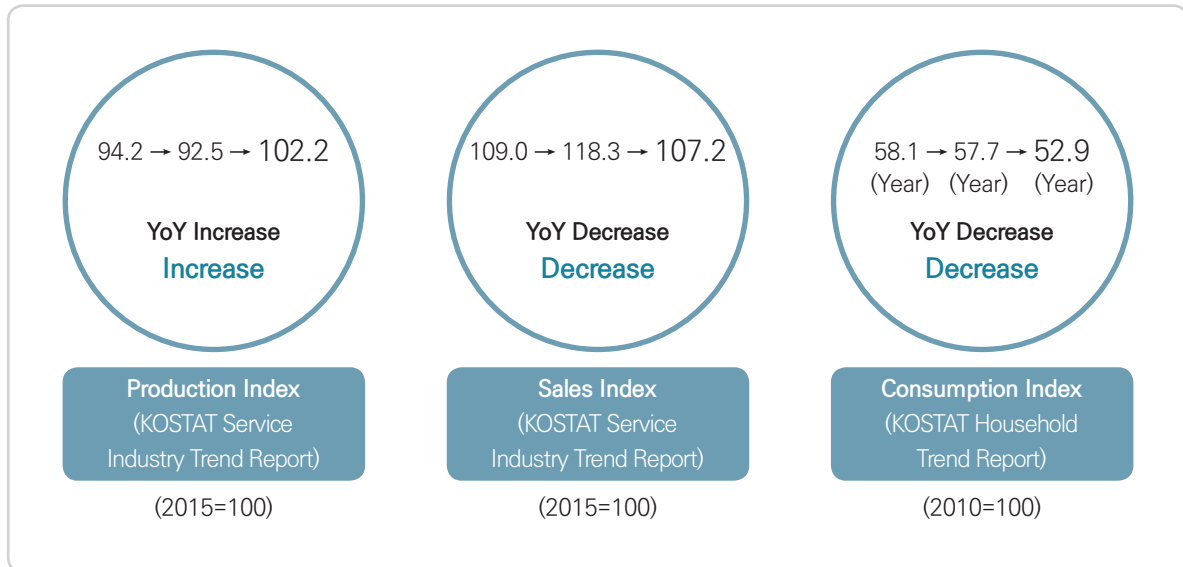 94.2 → 92.5 → 102.2
YoY Increase
Increase
Production Index
(KOSTAT Service
Industry Trend Report)
(2015=100)
109.0 → 118.3 → 107.2
YoY Decrease
Decrease
Sales Index
(KOSTAT Service
Industry Trend Report)
(2015=100)
58.1 → 57.7 → 52.9
(Year) (Year) (Year)
YoY Decrease
Decrease
Consumption Index
(KOSTAT Household
Trend Report)
(2010=100)